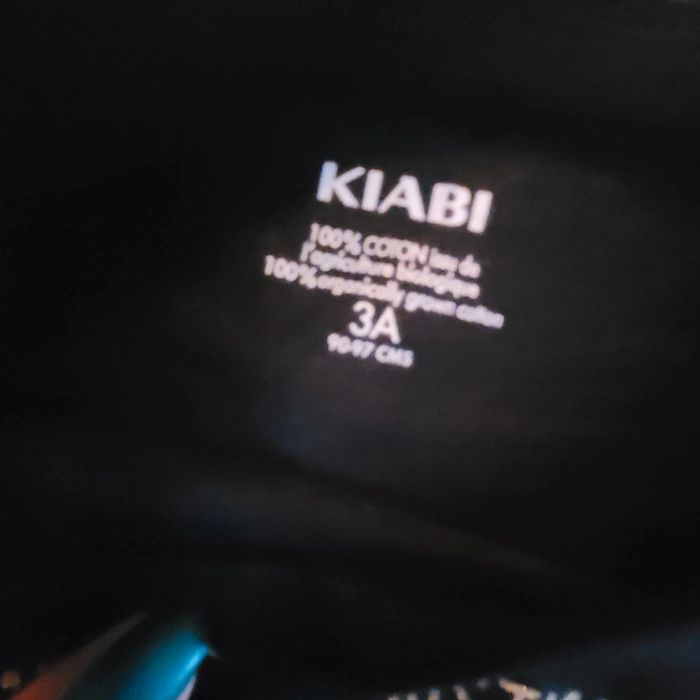 KIABI
100% COTON issu de
l'agriculture biologique
100% organically grown cotton
3A
90-97 CMS